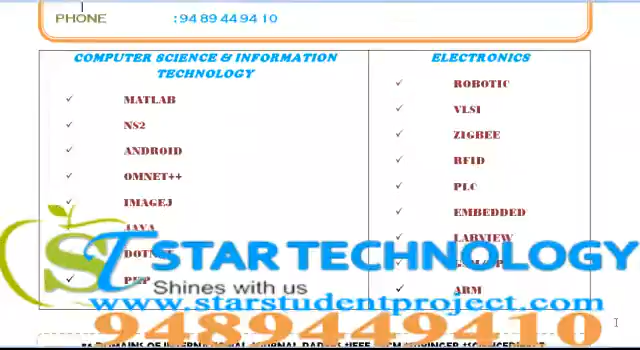 PHONE : 94 89 44 94 10
COMPUTER SCIENCE & INFORMATION TECHNOLOGY
MATLAB
NS2
ANDROID
OMNET++
IMAGEJ
JAVA
ELECTRONICS
ROBOTIC
VLSI
ZIGBEE
RFID
PLC
EMBEDDED
LABVIEW
ARM
ST STAR TECHNOLOGY
Shines with us
www.starstudentproject.com
9489449410